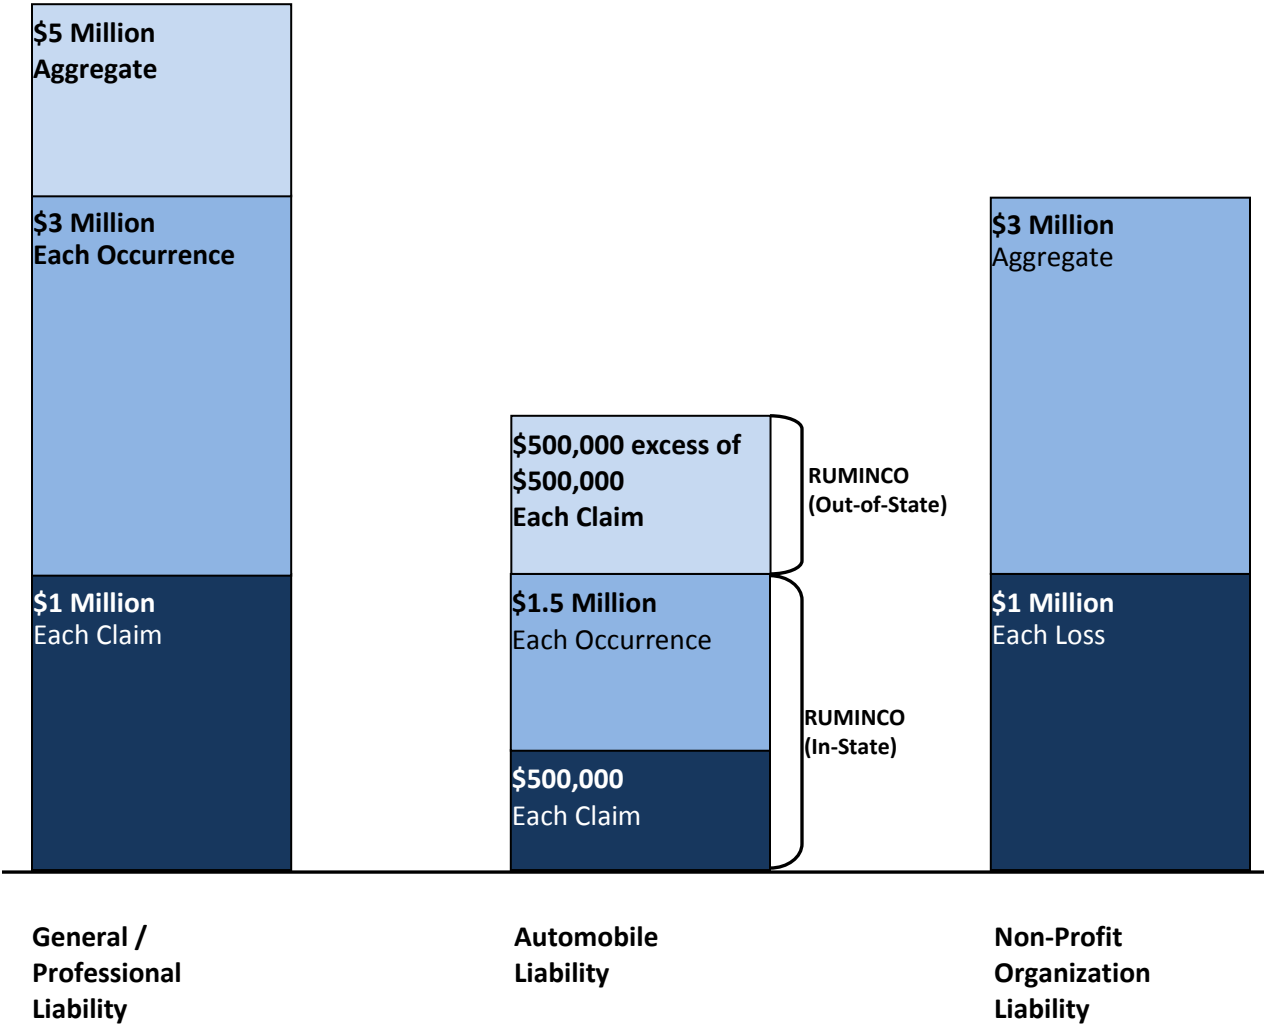 $5 Million
Aggregate
$3 Million
Each Occurrence
$1 Million
Each Claim
$500,000 excess of
$500,000
Each Claim
RUMINCO
(Out-of-State)
$1.5 Million
Each Occurrence
$500,000
Each Claim
RUMINCO
(In-State)
$3 Million
Aggregate
$1 Million
Each Loss
General /
Professional
Liability
Automobile
Liability
Non-Profit
Organization
Liability